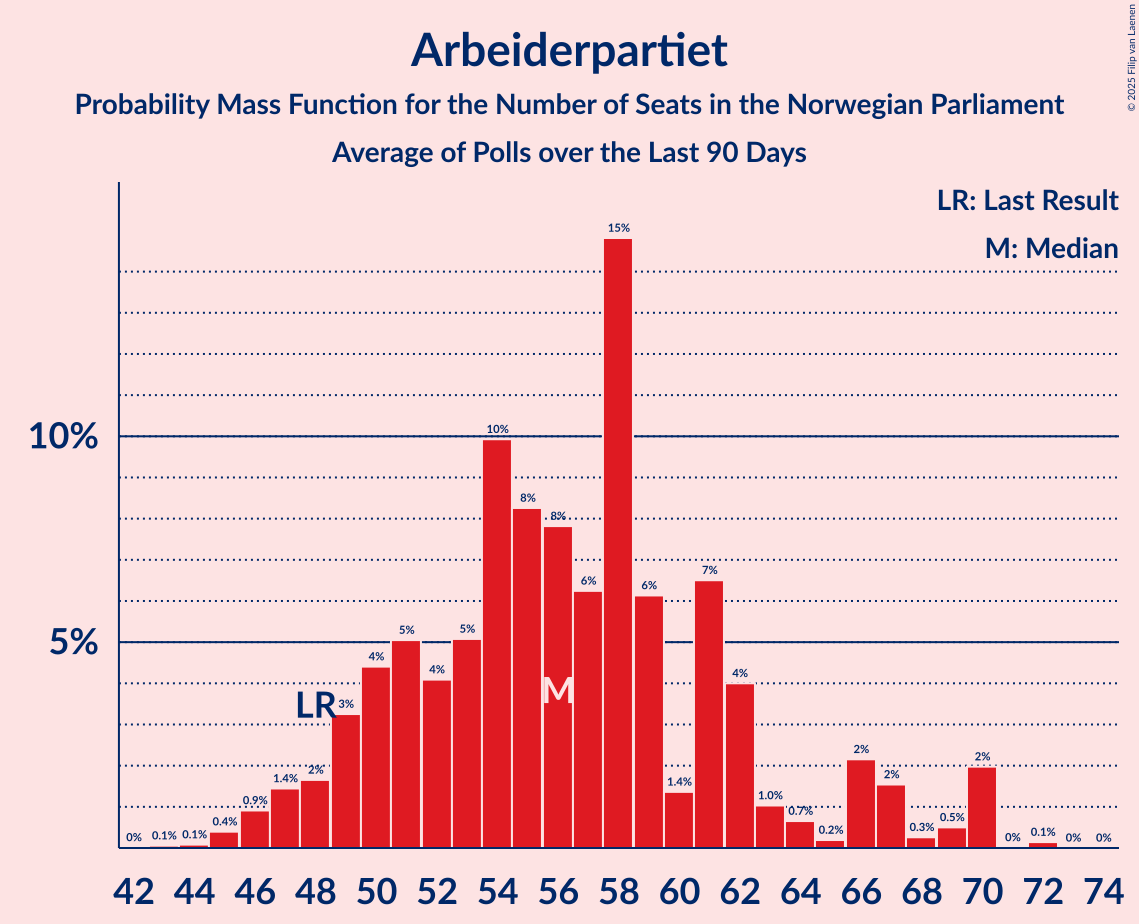 Arbeiderpartiet
Probability Mass Function for the Number of Seats in the Norwegian Parliament
Average of Polls over the Last 90 Days
© 2025 Filip van Laenen
LR: Last Result
M: Median
10%
5%
0% 0.1% 0.1% 0.4% 0.9% 1.4% 2% 3% 4% 5% 4% 5% 10% 8% 8% 6% 15% 6% 1.4% 7% 4% 1.0% 0.7% 0.2% 2% 2% 0.3% 0.5% 2% 0% 0.1% 0% 0%
LR
M
42 44 46 48 50 52 54 56 58 60 62 64 66 68 70 72 74